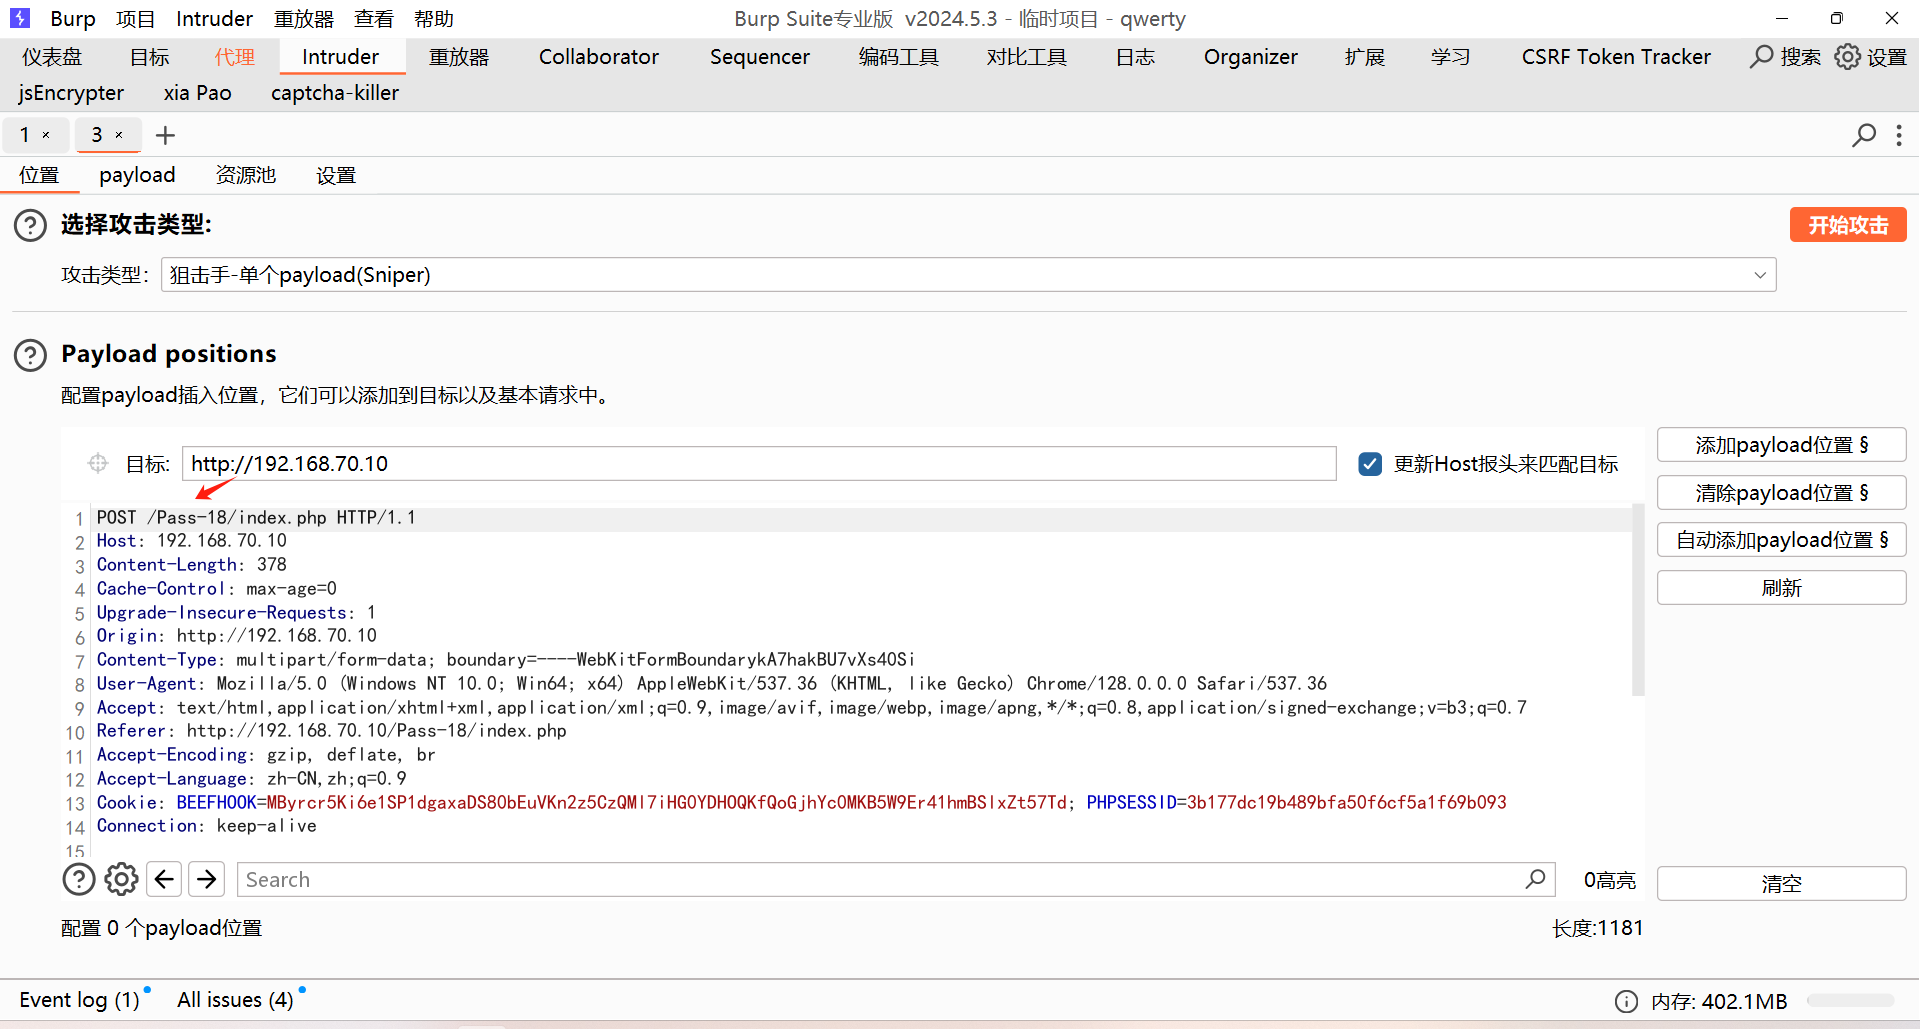 Burp 项目 Intruder 重放器 查看 帮助 Burp Suite专业版 v2024.5.3 - 临时项目 - qwerty
仪表盘 目标 代理 Intruder 重放器 Collaborator Sequencer 编码工具 对比工具 日志 Organizer 扩展 学习 CSRF Token Tracker 搜索 设置
jsEncrypter xia Pao captcha-killer
1 × 3 × +
位置 payload 资源池 设置
选择攻击类型: 开始攻击
攻击类型: 狙击手-单个payload(Sniper)
Payload positions
配置payload插入位置，它们可以添加到目标以及基本请求中。
目标: http://192.168.70.10 更新Host报头来匹配目标
添加payload位置 §
清除payload位置 §
自动添加payload位置 §
刷新
1 POST /Pass-18/index.php HTTP/1.1
2 Host: 192.168.70.10
3 Content-Length: 378
4 Cache-Control: max-age=0
5 Upgrade-Insecure-Requests: 1
6 Origin: http://192.168.70.10
7 Content-Type: multipart/form-data; boundary=----WebKitFormBoundarykA7hakBU7vXs40Si
8 User-Agent: Mozilla/5.0 (Windows NT 10.0; Win64; x64) AppleWebKit/537.36 (KHTML, like Gecko) Chrome/128.0.0.0 Safari/537.36
9 Accept: text/html,application/xhtml+xml,application/xml;q=0.9,image/avif,image/webp,image/apng,*/*;q=0.8,application/signed-exchange;v=b3;q=0.7
10 Referer: http://192.168.70.10/Pass-18/index.php
11 Accept-Encoding: gzip, deflate, br
12 Accept-Language: zh-CN,zh;q=0.9
13 Cookie: BEEFHOOK=MByrcr5Ki6e1SP1dgaxaDS80bEuVKn2z5CzQMl7iHG0YDHOQKfQoGjhYcOMKB5W9Er41hmBSlxZt57Td; PHPSESSID=3b177dc19b489bfa50f6cf5a1f69b093
14 Connection: keep-alive
15
Search 0高亮 清空
配置 0 个payload位置 长度:1181
Event log (1) All issues (4) 内存: 402.1MB